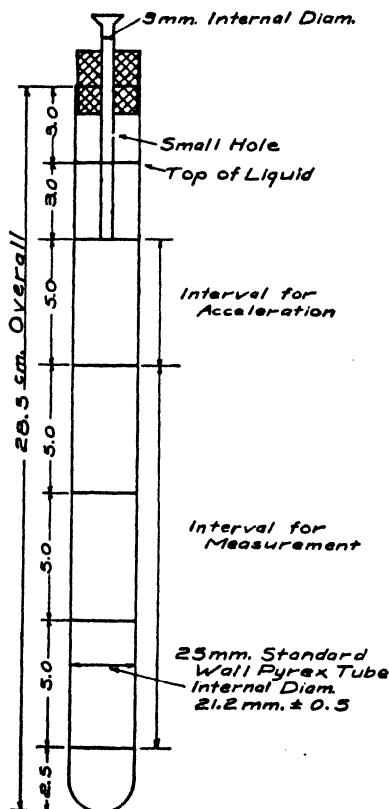 3mm. Internal Diam.
3.0
Small Hole
Top of Liquid
3.0
28.5 cm. Overall
5.0
Interval for
Acceleration
5.0
5.0
Interval for
Measurement
5.0
25mm. Standard
Wall Pyrex Tube
Internal Diam.
21.2 mm. ± 0.5
2.5